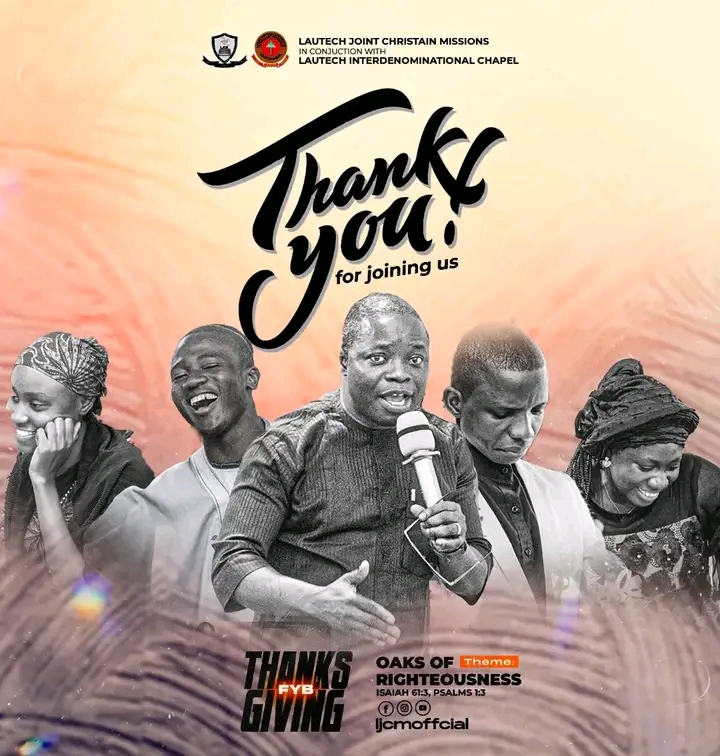 LAUTECH JOINT CHRISTAIN MISSIONS
IN CONJUCTION WITH
LAUTECH INTERDENOMINATIONAL CHAPEL
Thank
you!
for joining us
THANKS
FYB
GIVING
OAKS OF Theme:
RIGHTEOUSNESS
ISAIAH 61:3, PSALMS 1:3
ljcmoffcial